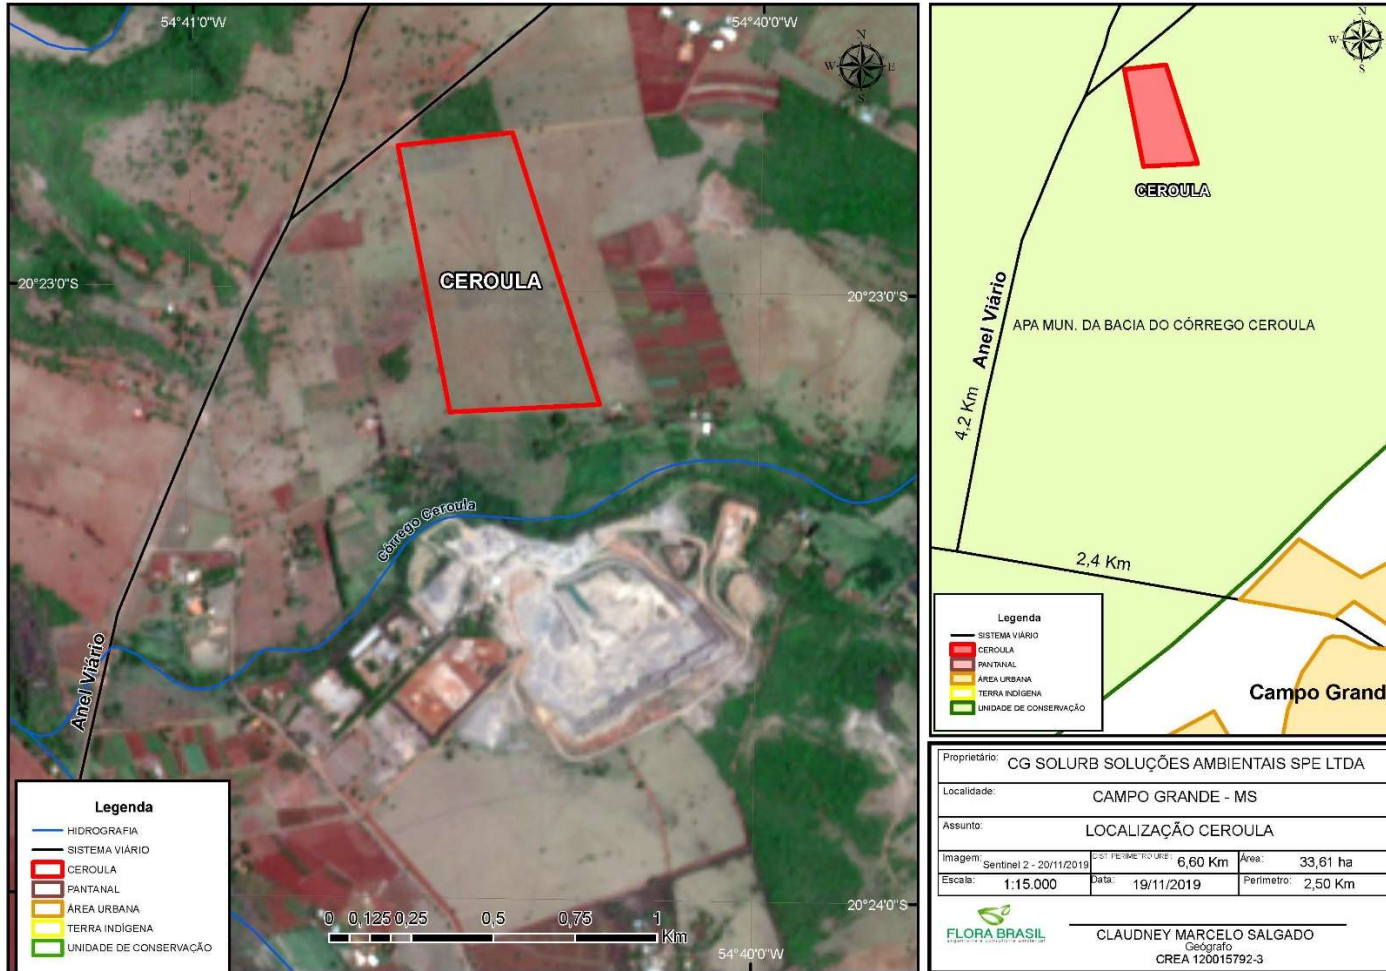 54°41'0"W
54°40'0"W
N
W
E
S
20°23'0"S
20°23'0"S
CEROULA
Córrego Ceroula
Anel Viário
Legenda
HIDROGRAFIA
SISTEMA VIÁRIO
CEROULA
PANTANAL
ÁREA URBANA
TERRA INDÍGENA
UNIDADE DE CONSERVAÇÃO
0 0,125 0,25 0,5 0,75 1
Km
20°24'0"S
54°40'0"W
N
W
E
S
CEROULA
Anel Viário
APA MUN. DA BACIA DO CÓRREGO CEROULA
4,2 Km
2,4 Km
Campo Grand
Legenda
SISTEMA VIÁRIO
CEROULA
PANTANAL
ÁREA URBANA
TERRA INDÍGENA
UNIDADE DE CONSERVAÇÃO
Proprietário: CG SOLURB SOLUÇÕES AMBIENTAIS SPE LTDA
Localidade: CAMPO GRANDE - MS
Assunto: LOCALIZAÇÃO CEROULA
Imagem: Sentinel 2 - 20/11/2019 DIST. PERIMETRO URB.: 6,60 Km Área: 33,61 ha
Escala: 1:15.000 Data: 19/11/2019 Perímetro: 2,50 Km
FLORA BRASIL
CLAUDNEY MARCELO SALGADO
Geógrafo
CREA 120015792-3